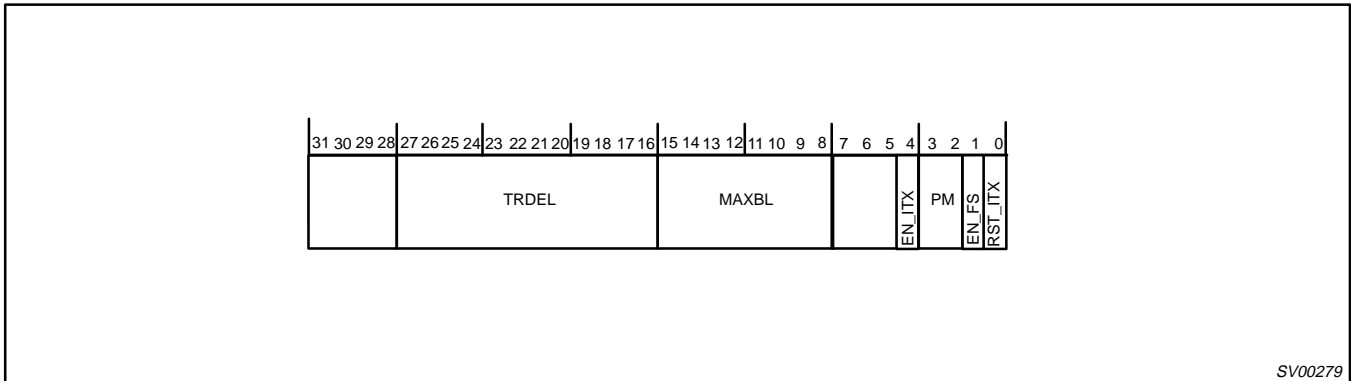 31 30 29 28 27 26 25 24 23 22 21 20 19 18 17 16 15 14 13 12 11 10 9 8 7 6 5 4 3 2 1 0
TRDEL MAXBL EN_ITX PM EN_FS RST_ITX
SV00279